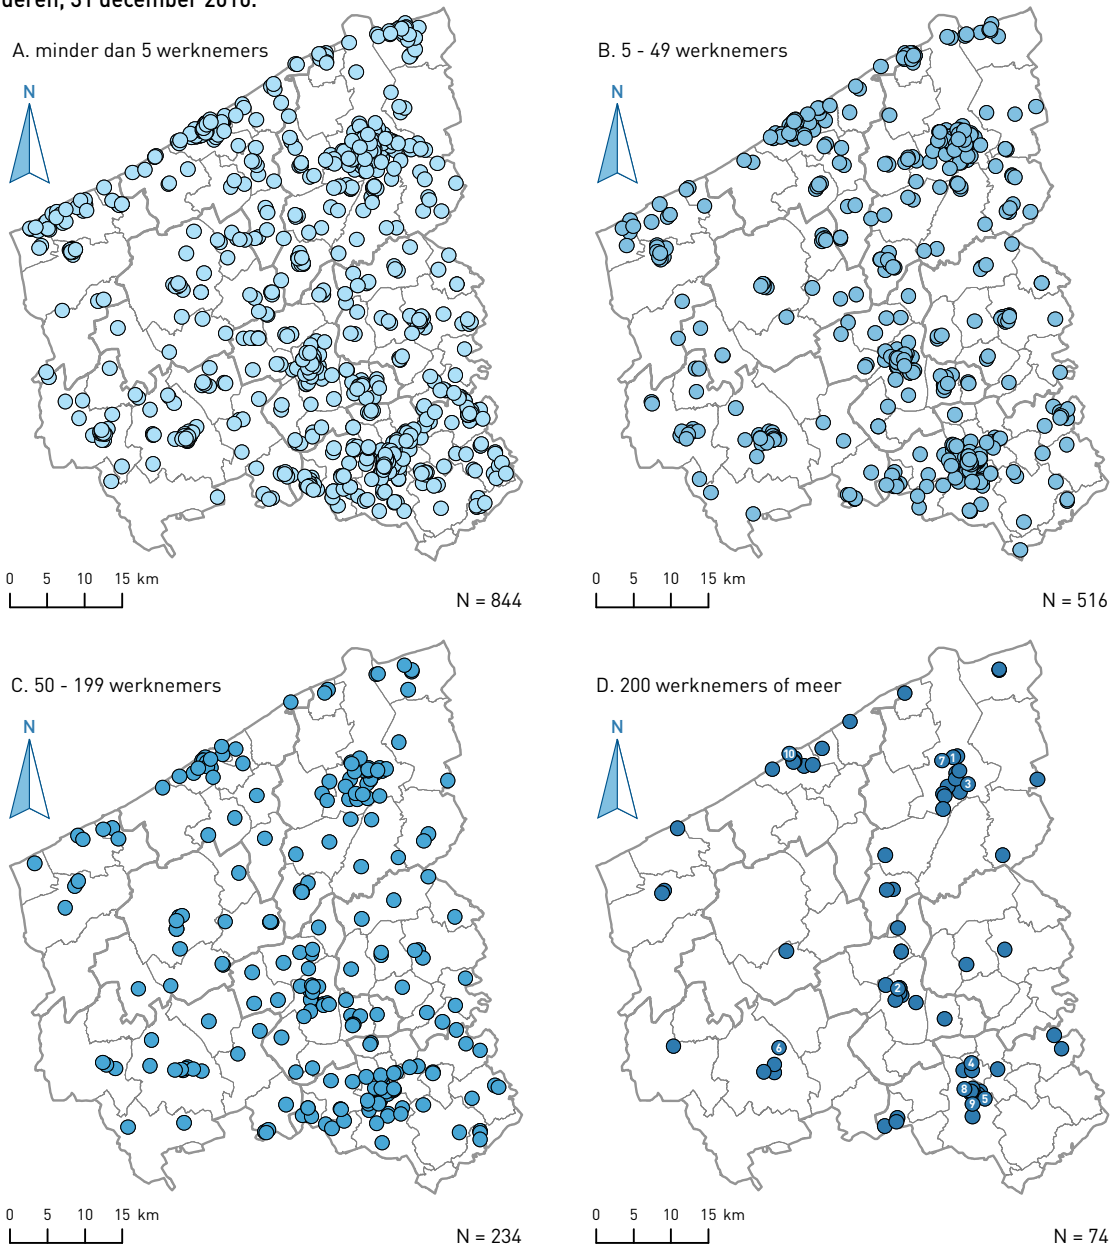 deren, 31 december 2016.
A. minder dan 5 werknemers
N
0 5 10 15 km
N = 844
B. 5 - 49 werknemers
N
0 5 10 15 km
N = 516
C. 50 - 199 werknemers
N
0 5 10 15 km
N = 234
D. 200 werknemers of meer
N
10
7 1
3
2
6
4
8
5
9
0 5 10 15 km
N = 74